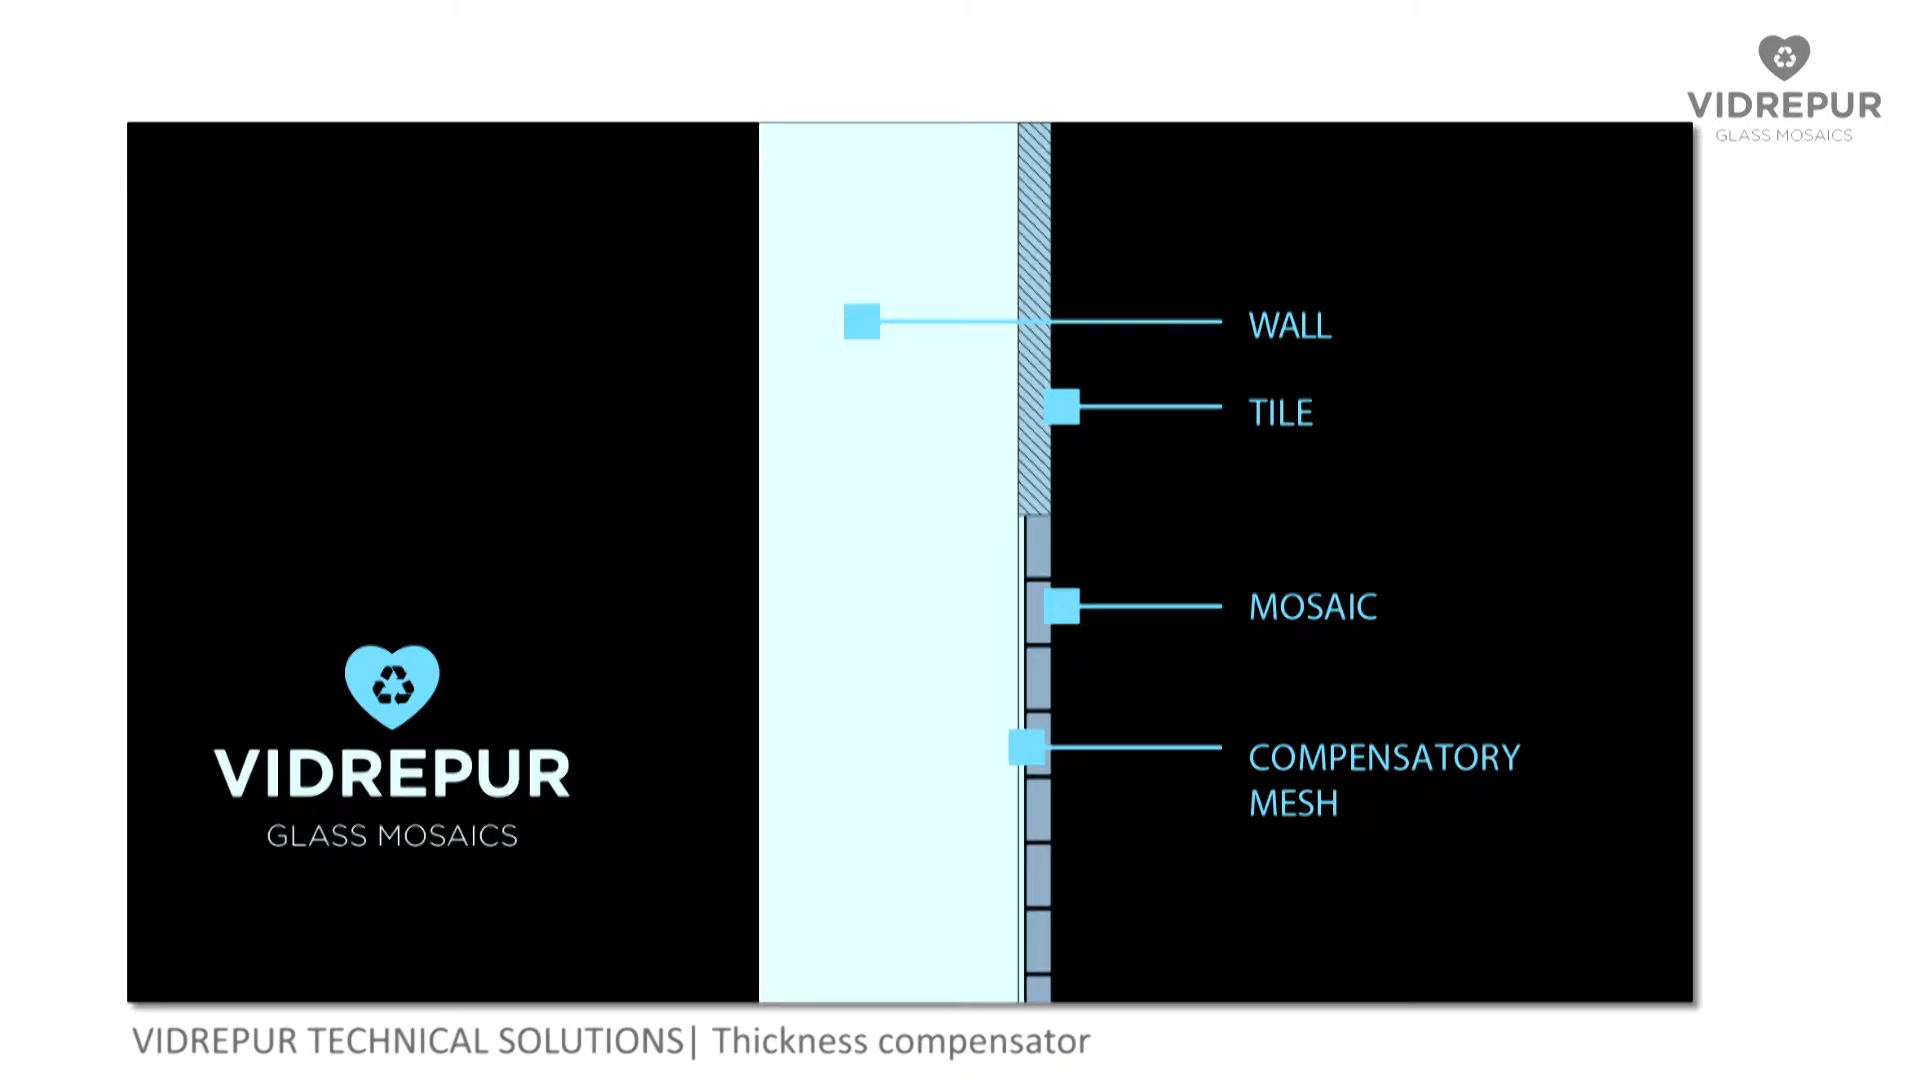 VIDREPUR
GLASS MOSAICS
WALL
TILE
MOSAIC
COMPENSATORY
MESH
VIDREPUR
GLASS MOSAICS
VIDREPUR TECHNICAL SOLUTIONS| Thickness compensator